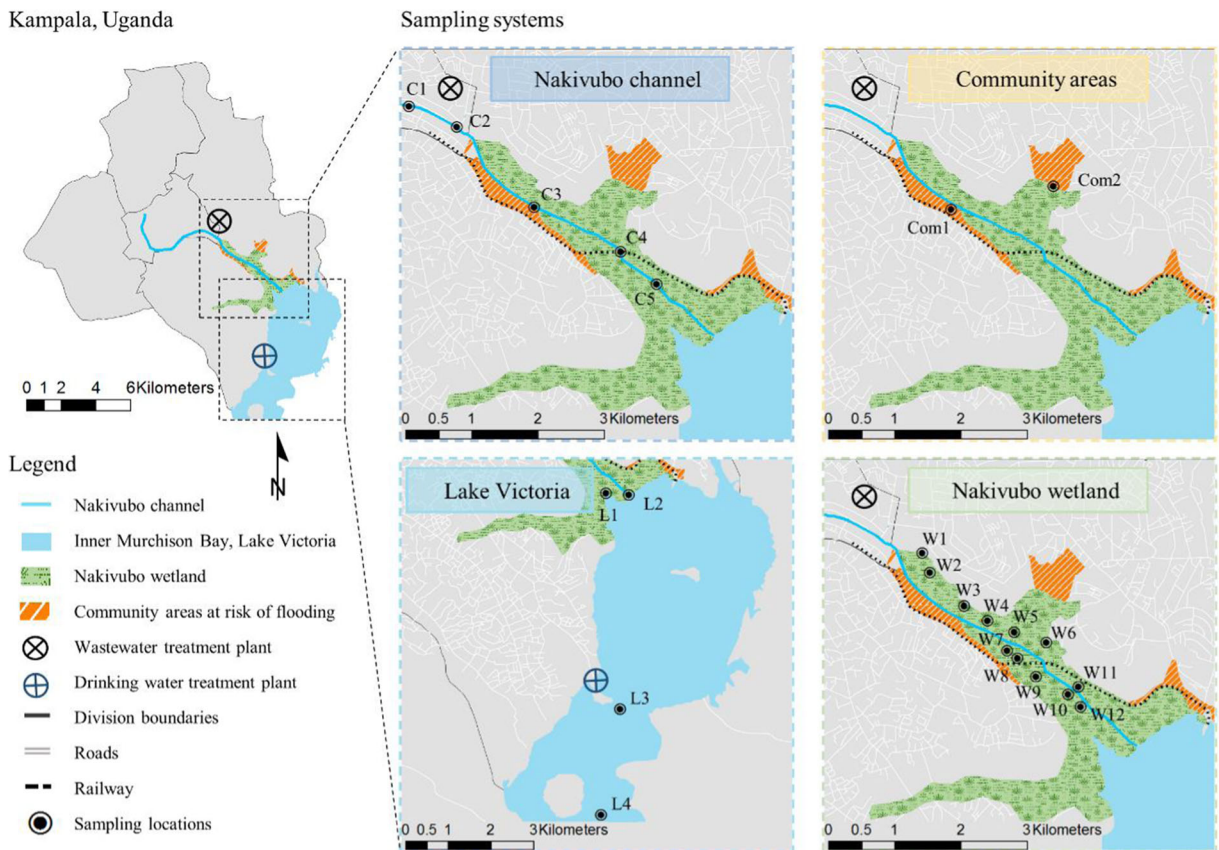 Kampala, Uganda
Sampling systems
0 1 2 4 6Kilometers
N
Legend
Nakivubo channel
Inner Murchison Bay, Lake Victoria
Nakivubo wetland
Community areas at risk of flooding
Wastewater treatment plant
Drinking water treatment plant
Division boundaries
Roads
Railway
Sampling locations
Nakivubo channel
C1
C2
C3
C4
C5
0 0.5 1 2 3 Kilometers
Community areas
Com2
Com1
0 0.5 1 2 3 Kilometers
Lake Victoria
L1
L2
L3
L4
0 0.5 1 2 3Kilometers
Nakivubo wetland
W1
W2
W3
W4
W5
W6
W7
W8
W9
W11
W10
W12
0 0.5 1 2 3 Kilometers